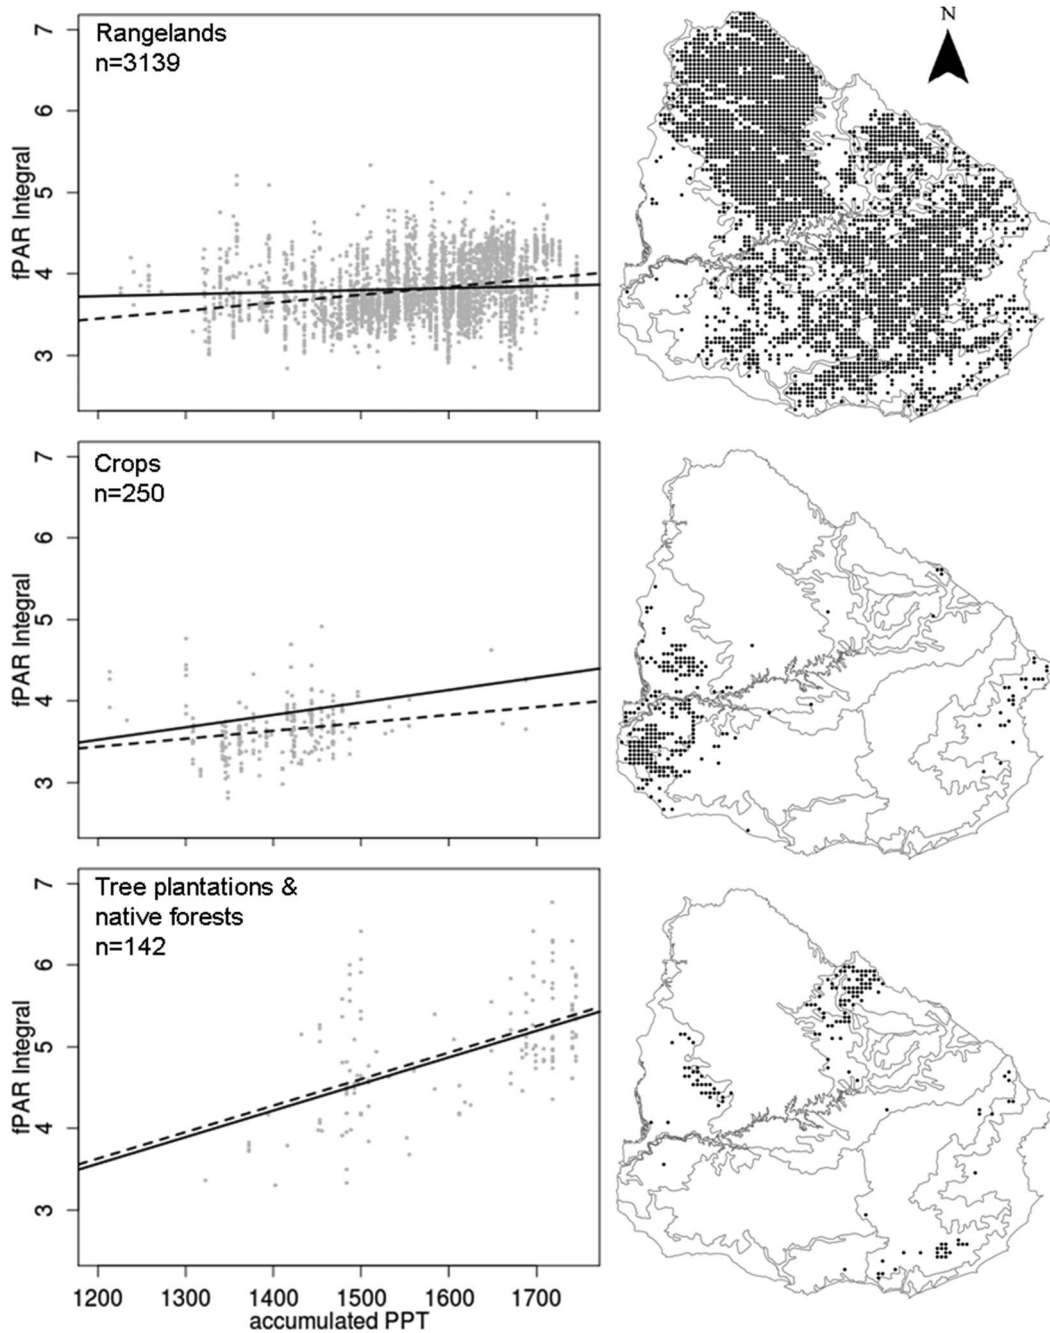 Rangelands
n=3139
7
6
5
4
3
fPAR Integral
N
Crops
n=250
7
6
5
4
3
fPAR Integral
Tree plantations &
native forests
n=142
7
6
5
4
3
fPAR Integral
1200 1300 1400 1500 1600 1700
accumulated PPT